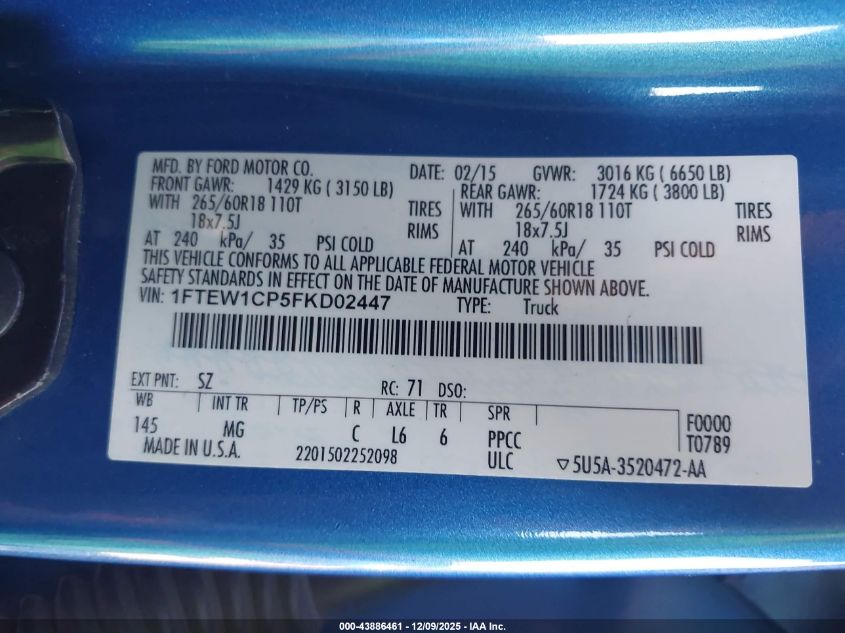 MFD. BY FORD MOTOR CO. DATE: 02/15 GVWR: 3016 KG ( 6650 LB)
FRONT GAWR: 1429 KG ( 3150 LB) REAR GAWR: 1724 KG ( 3800 LB)
WITH 265/60R18 110T TIRES WITH 265/60R18 110T TIRES
18x7.5J RIMS 18x7.5J RIMS
AT 240 kPa/ 35 PSI COLD AT 240 kPa/ 35 PSI COLD
THIS VEHICLE CONFORMS TO ALL APPLICABLE FEDERAL MOTOR VEHICLE
SAFETY STANDARDS IN EFFECT ON THE DATE OF MANUFACTURE SHOWN ABOVE.
VIN: 1FTEW1CP5FKD02447 TYPE: Truck
EXT PNT: SZ RC: 71 DSO:
WB INT TR TP/PS R AXLE TR SPR
145 MG C L6 6 PPCC F0000
ULC T0789
MADE IN U.S.A. 2201502252098 ▽5U5A-3520472-AA
000-43886461 - 12/09/2025 - IAA Inc.